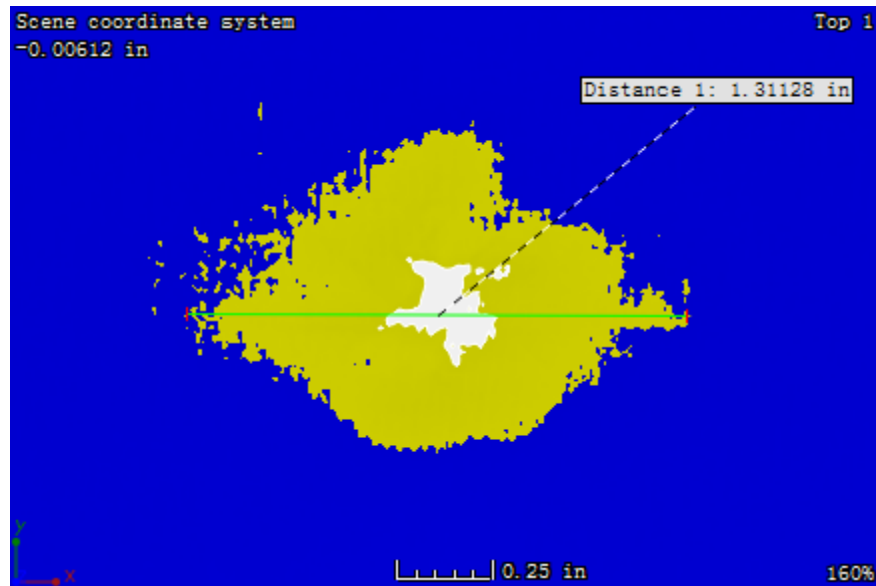 Scene coordinate system
Top 1
-0.00612 in
Distance 1: 1.31128 in
y
x
0.25 in
160%